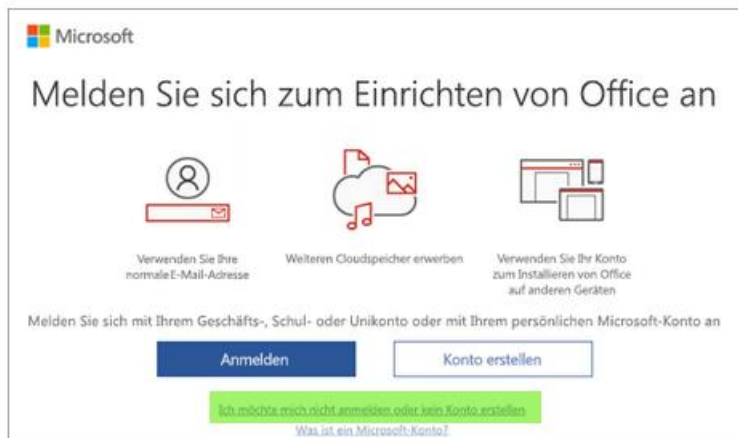 Microsoft
Melden Sie sich zum Einrichten von Office an
Verwenden Sie Ihre
normale E-Mail-Adresse
Weiteren Cloudspeicher erwerben
Verwenden Sie Ihr Konto
zum Installieren von Office
auf anderen Geräten
Melden Sie sich mit Ihrem Geschäfts-, Schul- oder Unikonto oder mit Ihrem persönlichen Microsoft-Konto an
Anmelden
Konto erstellen
Ich möchte mich nicht anmelden oder kein Konto erstellen
Was ist ein Microsoft-Konto?